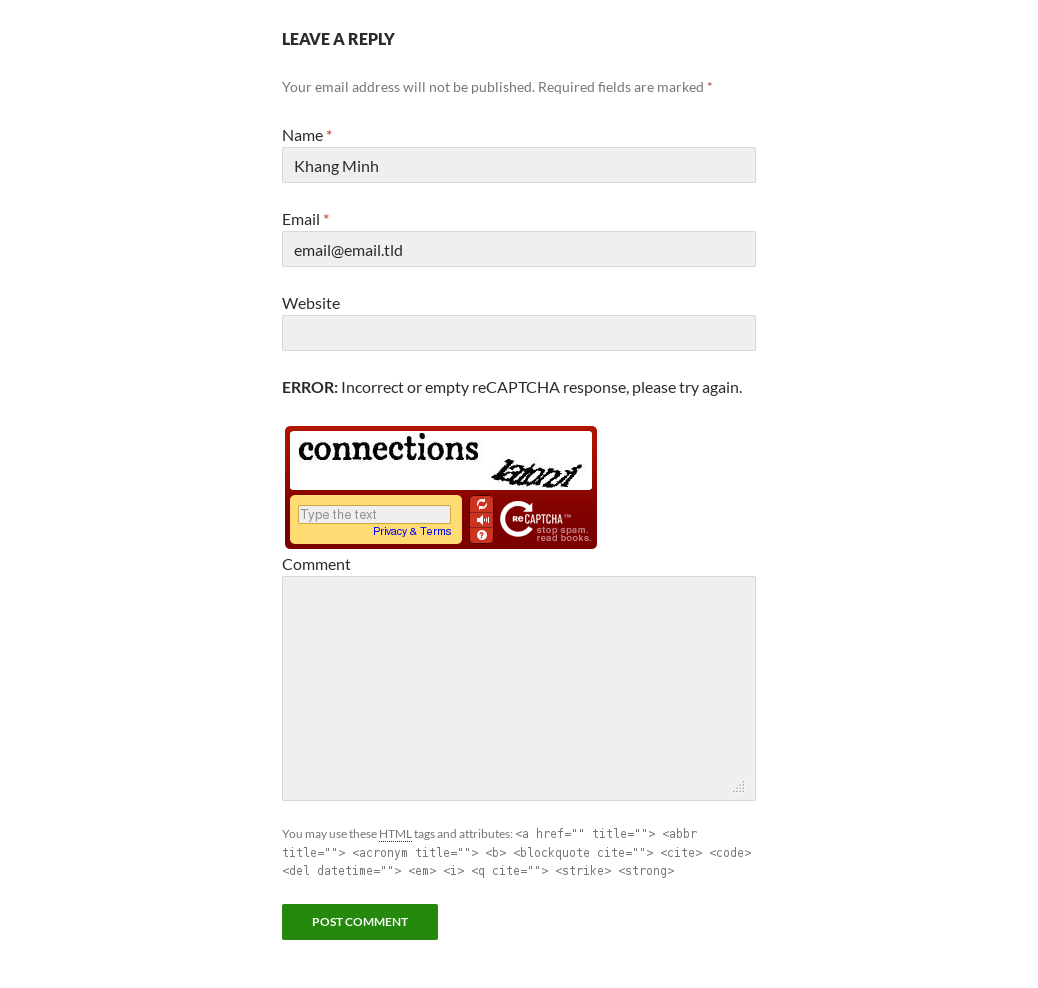 LEAVE A REPLY
Your email address will not be published. Required fields are marked *
Name *
Khang Minh
Email *
email@email.tld
Website
ERROR: Incorrect or empty reCAPTCHA response, please try again.
connections
Type the text
Privacy & Terms
ReCAPTCHA™
stop spam.
read books.
Comment
You may use these HTML tags and attributes: <a href="" title=""> <abbr
title=""> <acronym title=""> <b> <blockquote cite=""> <cite> <code>
<del datetime=""> <em> <i> <q cite=""> <strike> <strong>
POST COMMENT